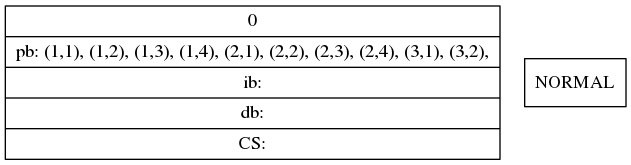 0
pb: (1,1), (1,2), (1,3), (1,4), (2,1), (2,2), (2,3), (2,4), (3,1), (3,2),
ib:
db:
CS:
NORMAL